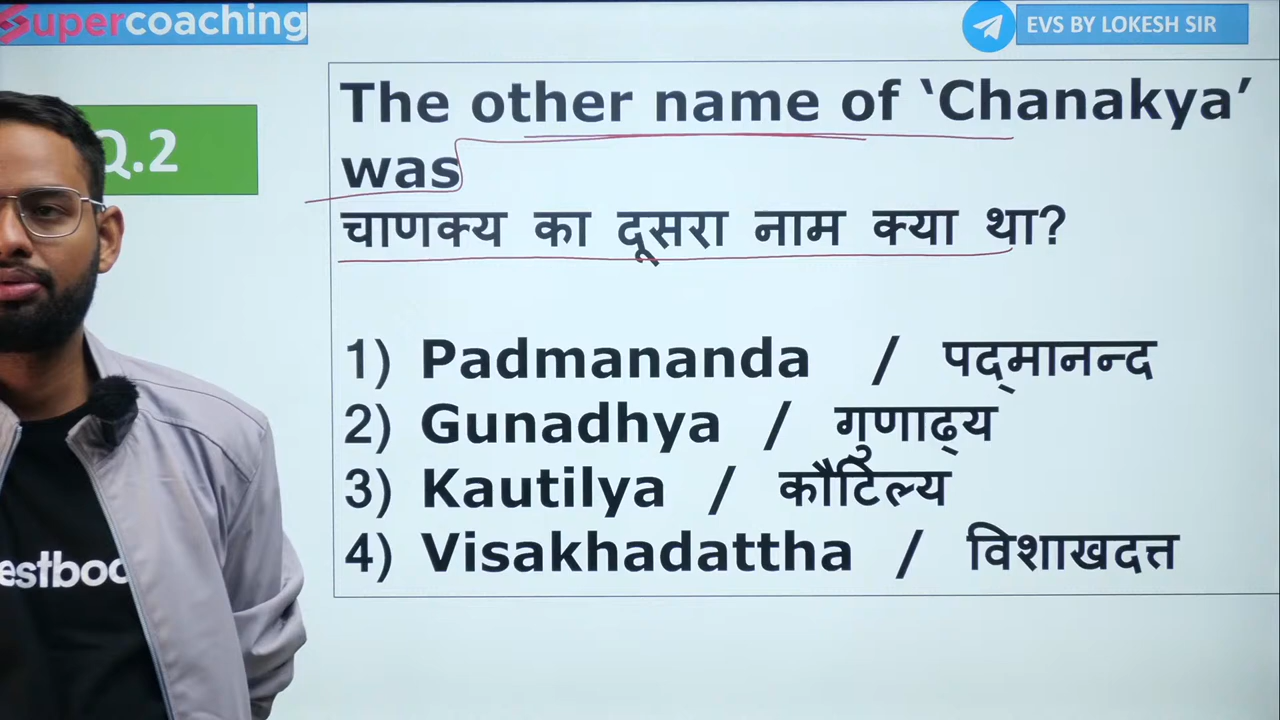 Supercoaching
EVS BY LOKESH SIR
Q.2
The other name of ‘Chanakya’
was
चाणक्य का दूसरा नाम क्या था?
1) Padmananda / पद्मानन्द
2) Gunadhya / गुणाढ्य
3) Kautilya / कौटिल्य
4) Visakhadattha / विशाखदत्त
estboo